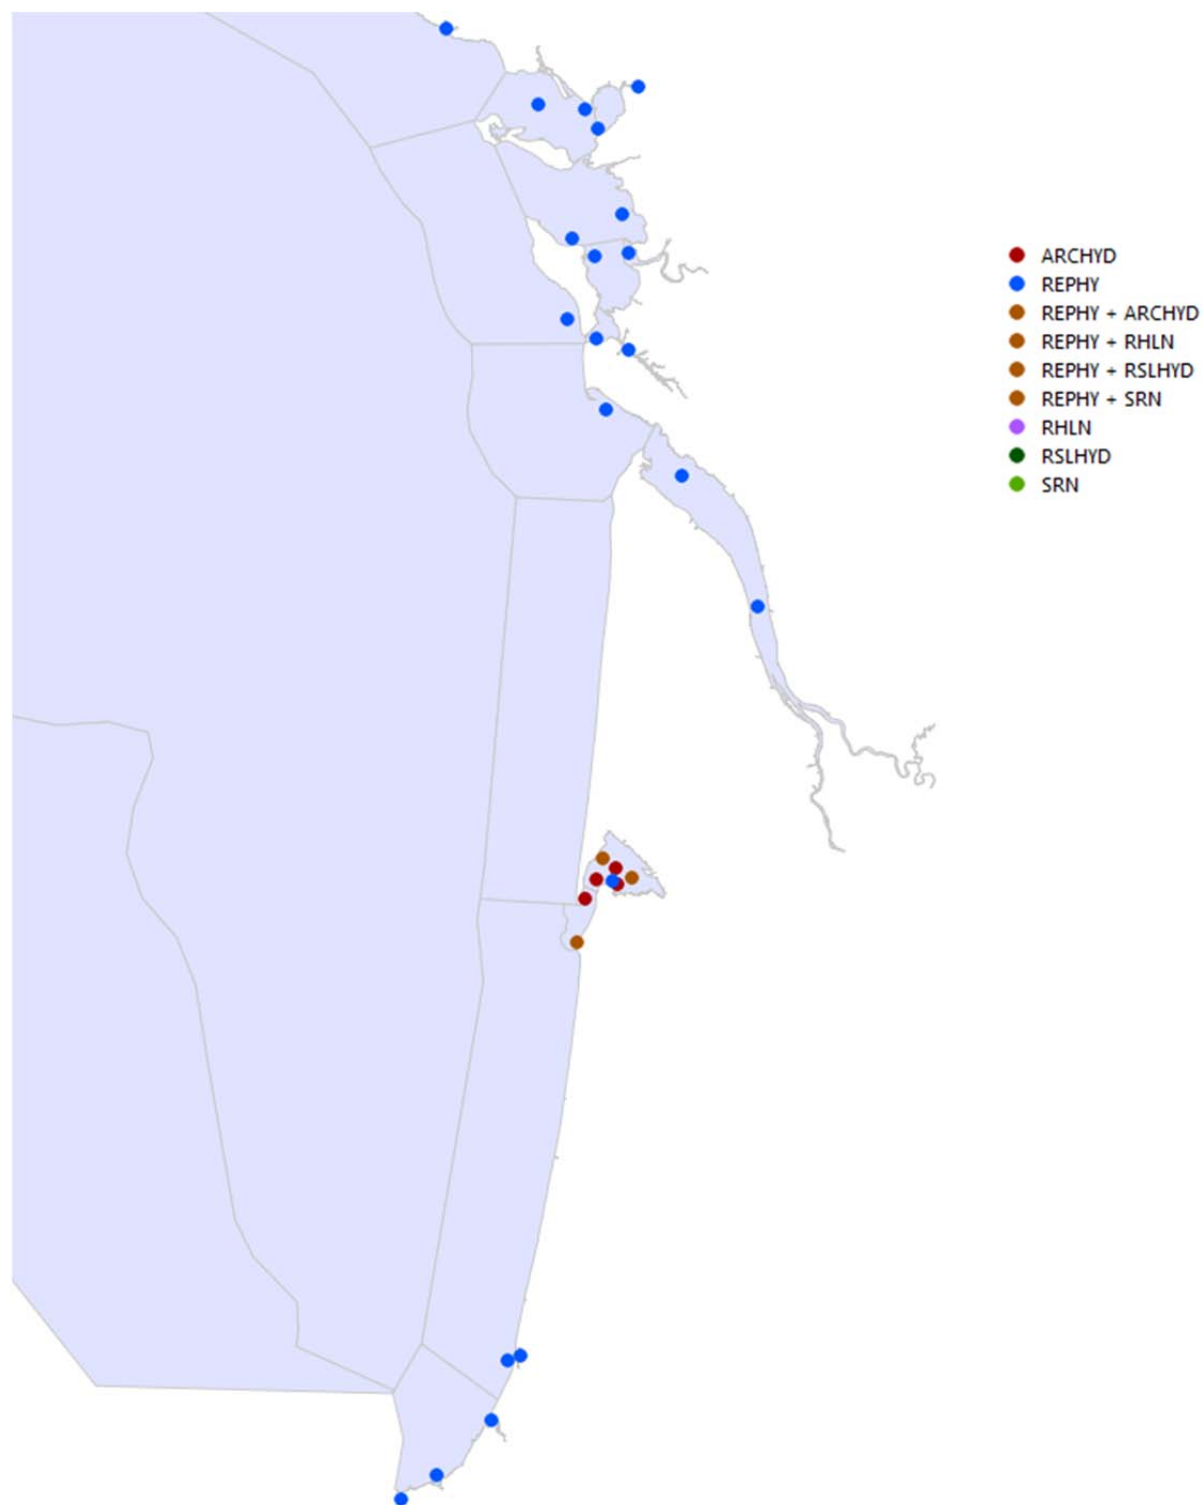 ARCHYD
REPHY
REPHY + ARCHYD
REPHY + RHLN
REPHY + RSLHYD
REPHY + SRN
RHLN
RSLHYD
SRN